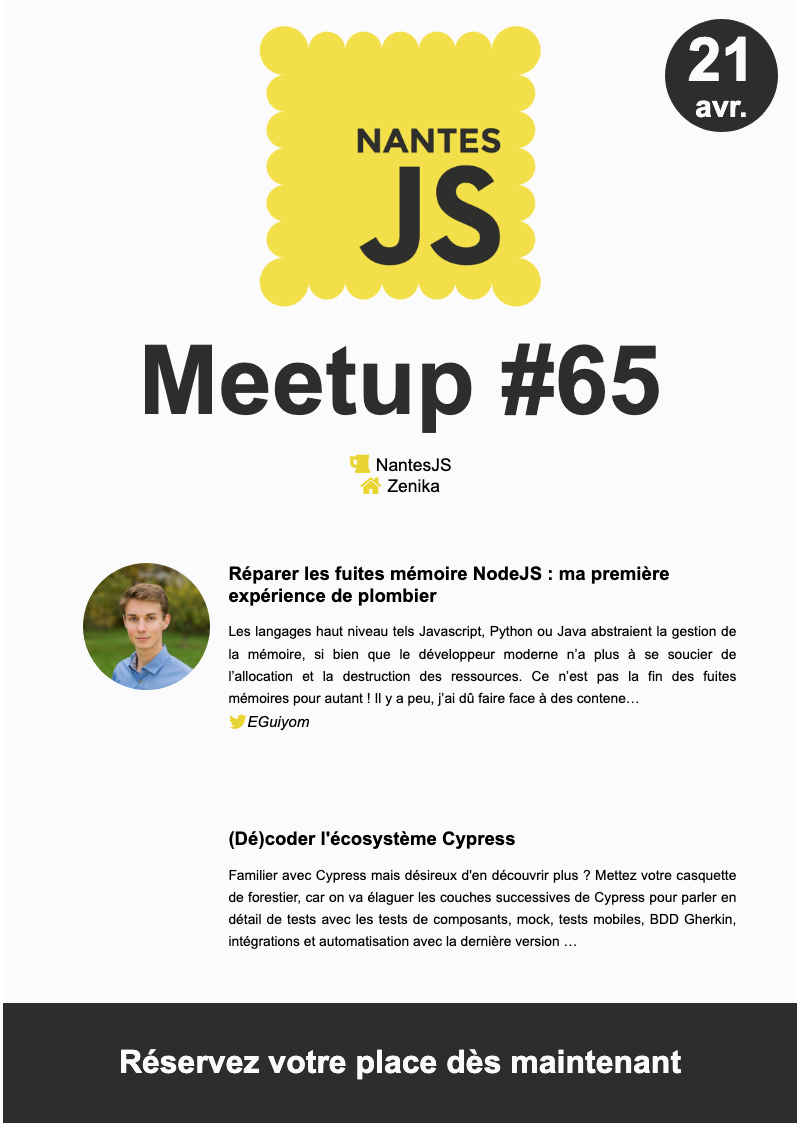 21
avr.
NANTES
JS
Meetup #65
NantesJS
Zenika
Réparer les fuites mémoire NodeJS : ma première
expérience de plombier
Les langages haut niveau tels Javascript, Python ou Java abstraient la gestion de
la mémoire, si bien que le développeur moderne n’a plus à se soucier de
l’allocation et la destruction des ressources. Ce n’est pas la fin des fuites
mémoires pour autant ! Il y a peu, j’ai dû faire face à des contene…
EGuiyom
(Dé)coder l'écosystème Cypress
Familier avec Cypress mais désireux d'en découvrir plus ? Mettez votre casquette
de forestier, car on va élaguer les couches successives de Cypress pour parler en
détail de tests avec les tests de composants, mock, tests mobiles, BDD Gherkin,
intégrations et automatisation avec la dernière version …
Réservez votre place dès maintenant